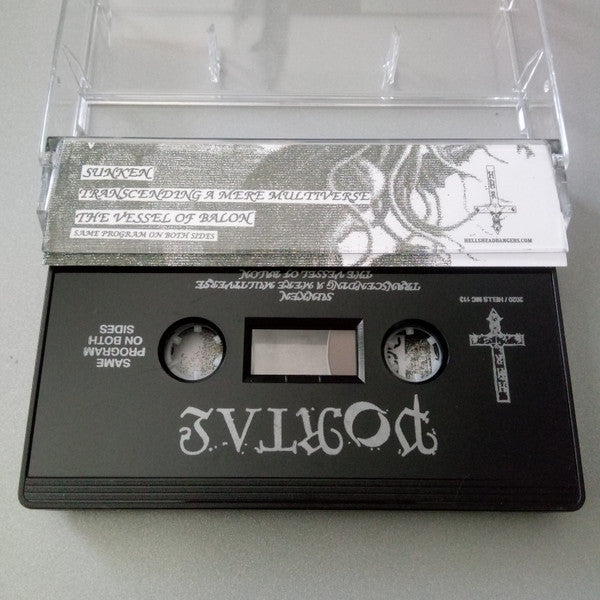 SUNKEN
TRANSCENDING A MERE MULTIVERSE
THE VESSEL OF BALON
SAME PROGRAM ON BOTH SIDES
HELLSHEADBANGERS.COM
PORTAL
SAME
PROGRAM
ON BOTH
SIDES
2020 / HELLS MC 113
SUNKEN
TRANSCENDING A MERE MULTIVERSE
THE VESSEL OF BALON